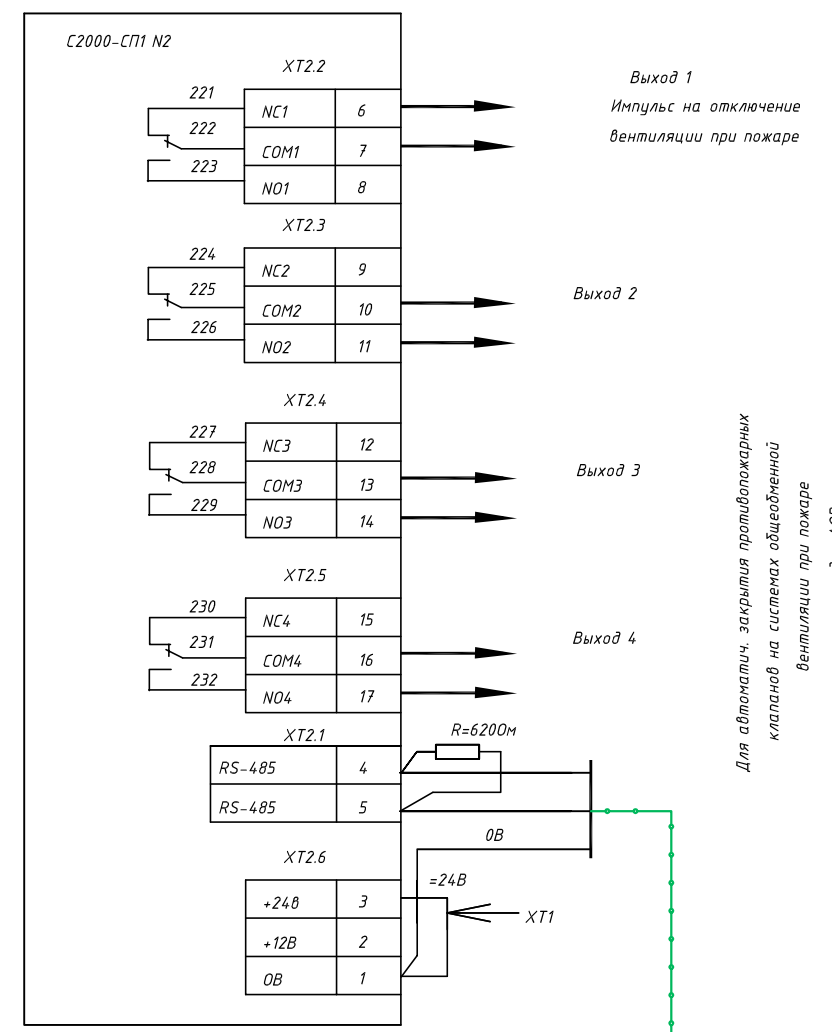 С2000-СП1 N2
XT2.2
221
NC1 6
222
COM1 7
223
NO1 8
Выход 1
Импульс на отключение
вентиляции при пожаре
XT2.3
224
NC2 9
225
COM2 10
226
NO2 11
Выход 2
XT2.4
227
NC3 12
228
COM3 13
229
NO3 14
Выход 3
XT2.5
230
NC4 15
231
COM4 16
232
NO4 17
Выход 4
Для автоматич. закрытия противопожарных
клапанов на системах общеобменной
вентиляции при пожаре
XT2.1
R=620Ом
RS-485 4
RS-485 5
0В
XT2.6
=24В
+24в 3
XT1
+12В 2
0В 1